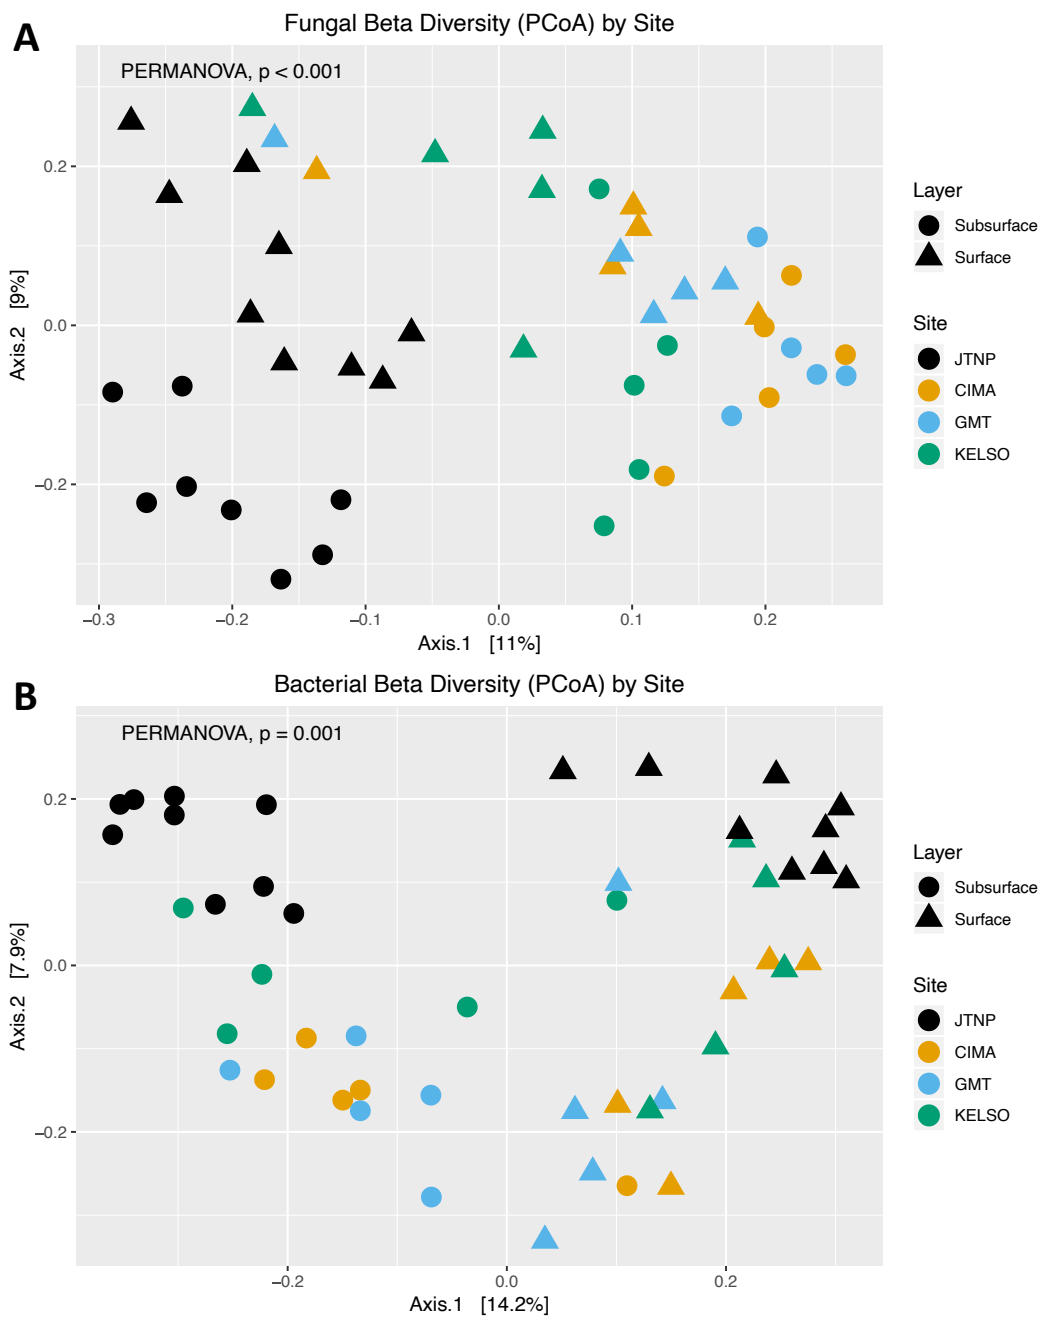 A
Fungal Beta Diversity (PCoA) by Site
PERMANOVA, p < 0.001
0.2
0.0
−0.2
Axis.2 [9%]
−0.3 −0.2 −0.1 0.0 0.1 0.2
Axis.1 [11%]
Layer
Subsurface
Surface
Site
JTNP
CIMA
GMT
KELSO
B
Bacterial Beta Diversity (PCoA) by Site
PERMANOVA, p = 0.001
0.2
0.0
−0.2
Axis.2 [7.9%]
−0.2 0.0 0.2
Axis.1 [14.2%]
Layer
Subsurface
Surface
Site
JTNP
CIMA
GMT
KELSO